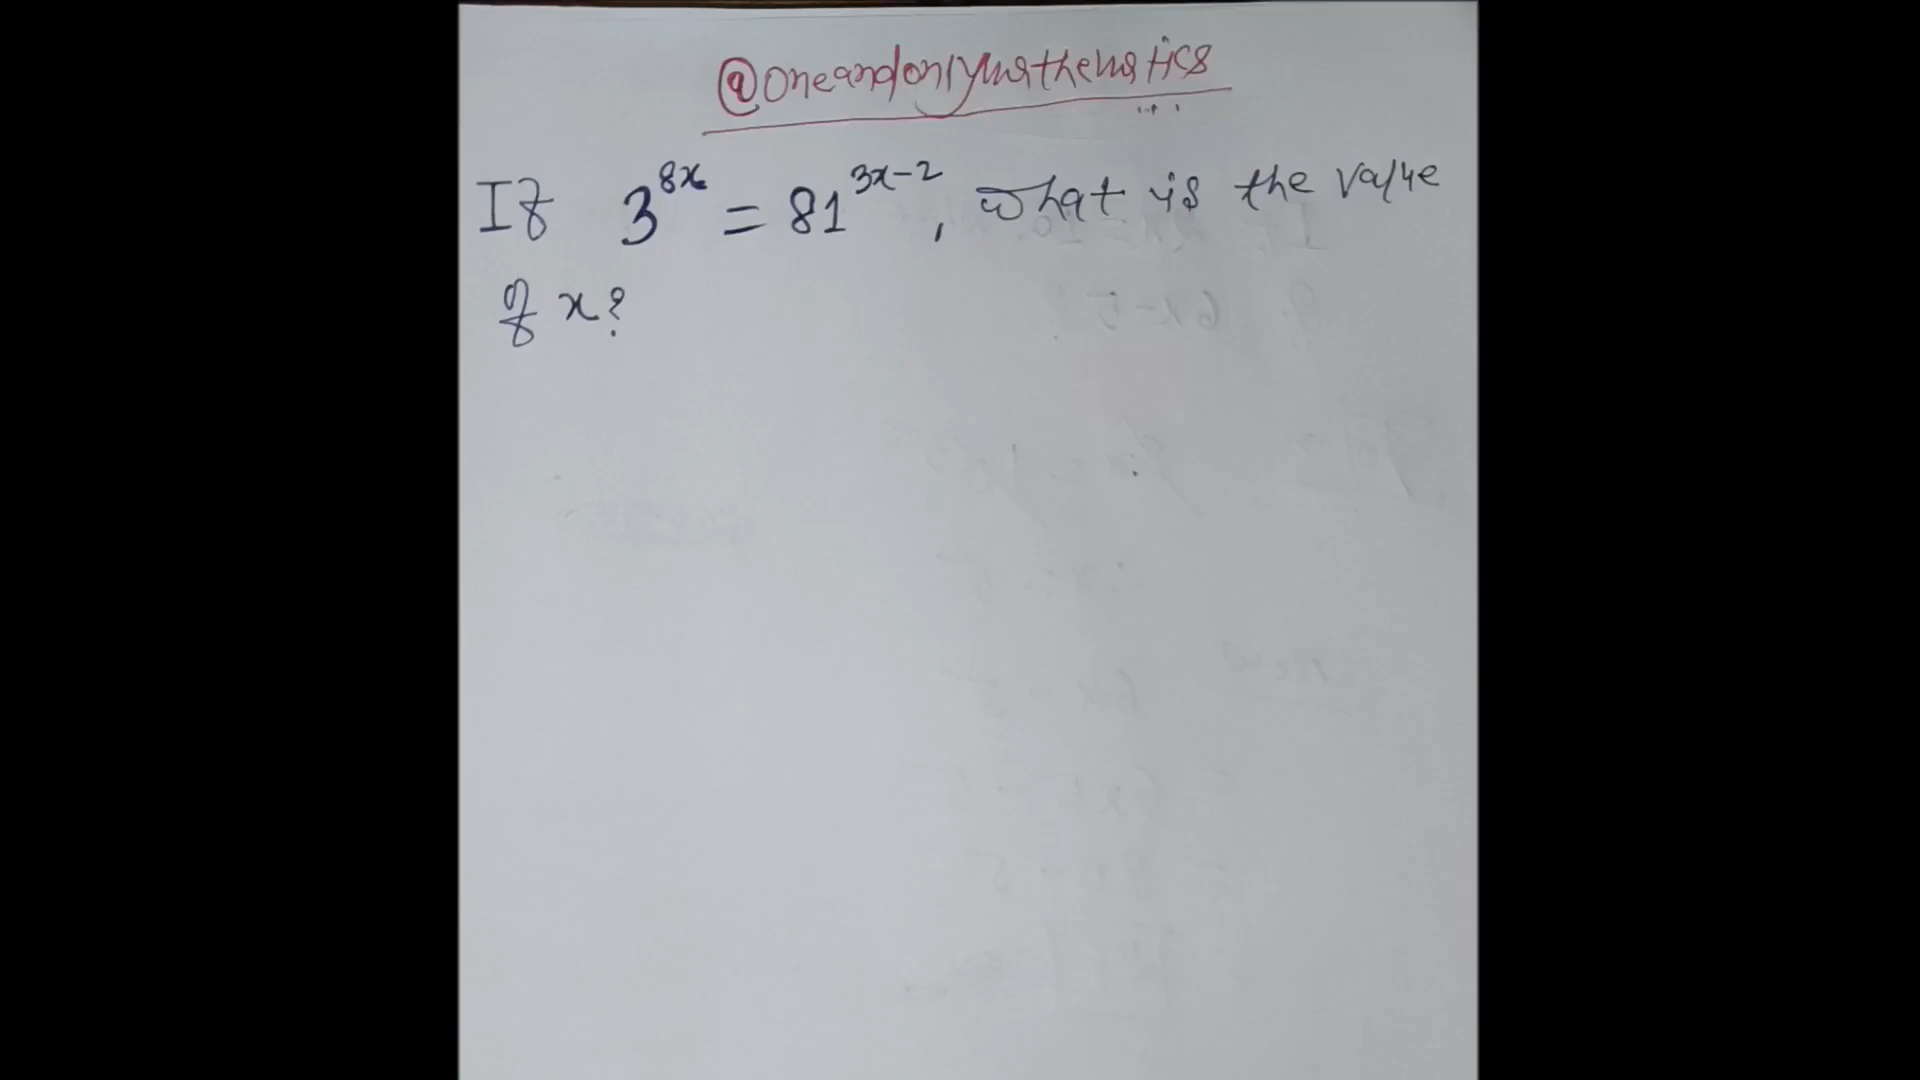 @oneandonlymathematics
If 3^{8x} = 81^{3x-2}, what is the value
of x?